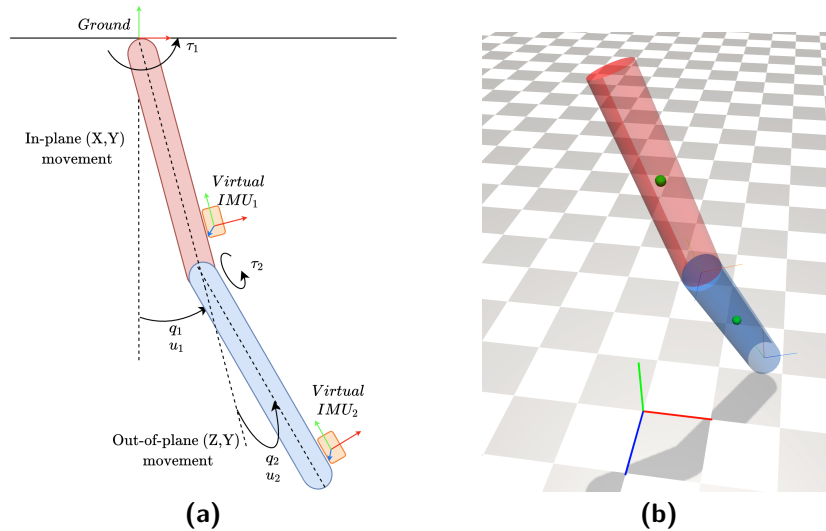 Ground
τ1
In-plane (X,Y)
movement
Virtual
IMU1
τ2
q1
u1
Virtual
IMU2
Out-of-plane (Z,Y)
movement
q2
u2
(a)
(b)